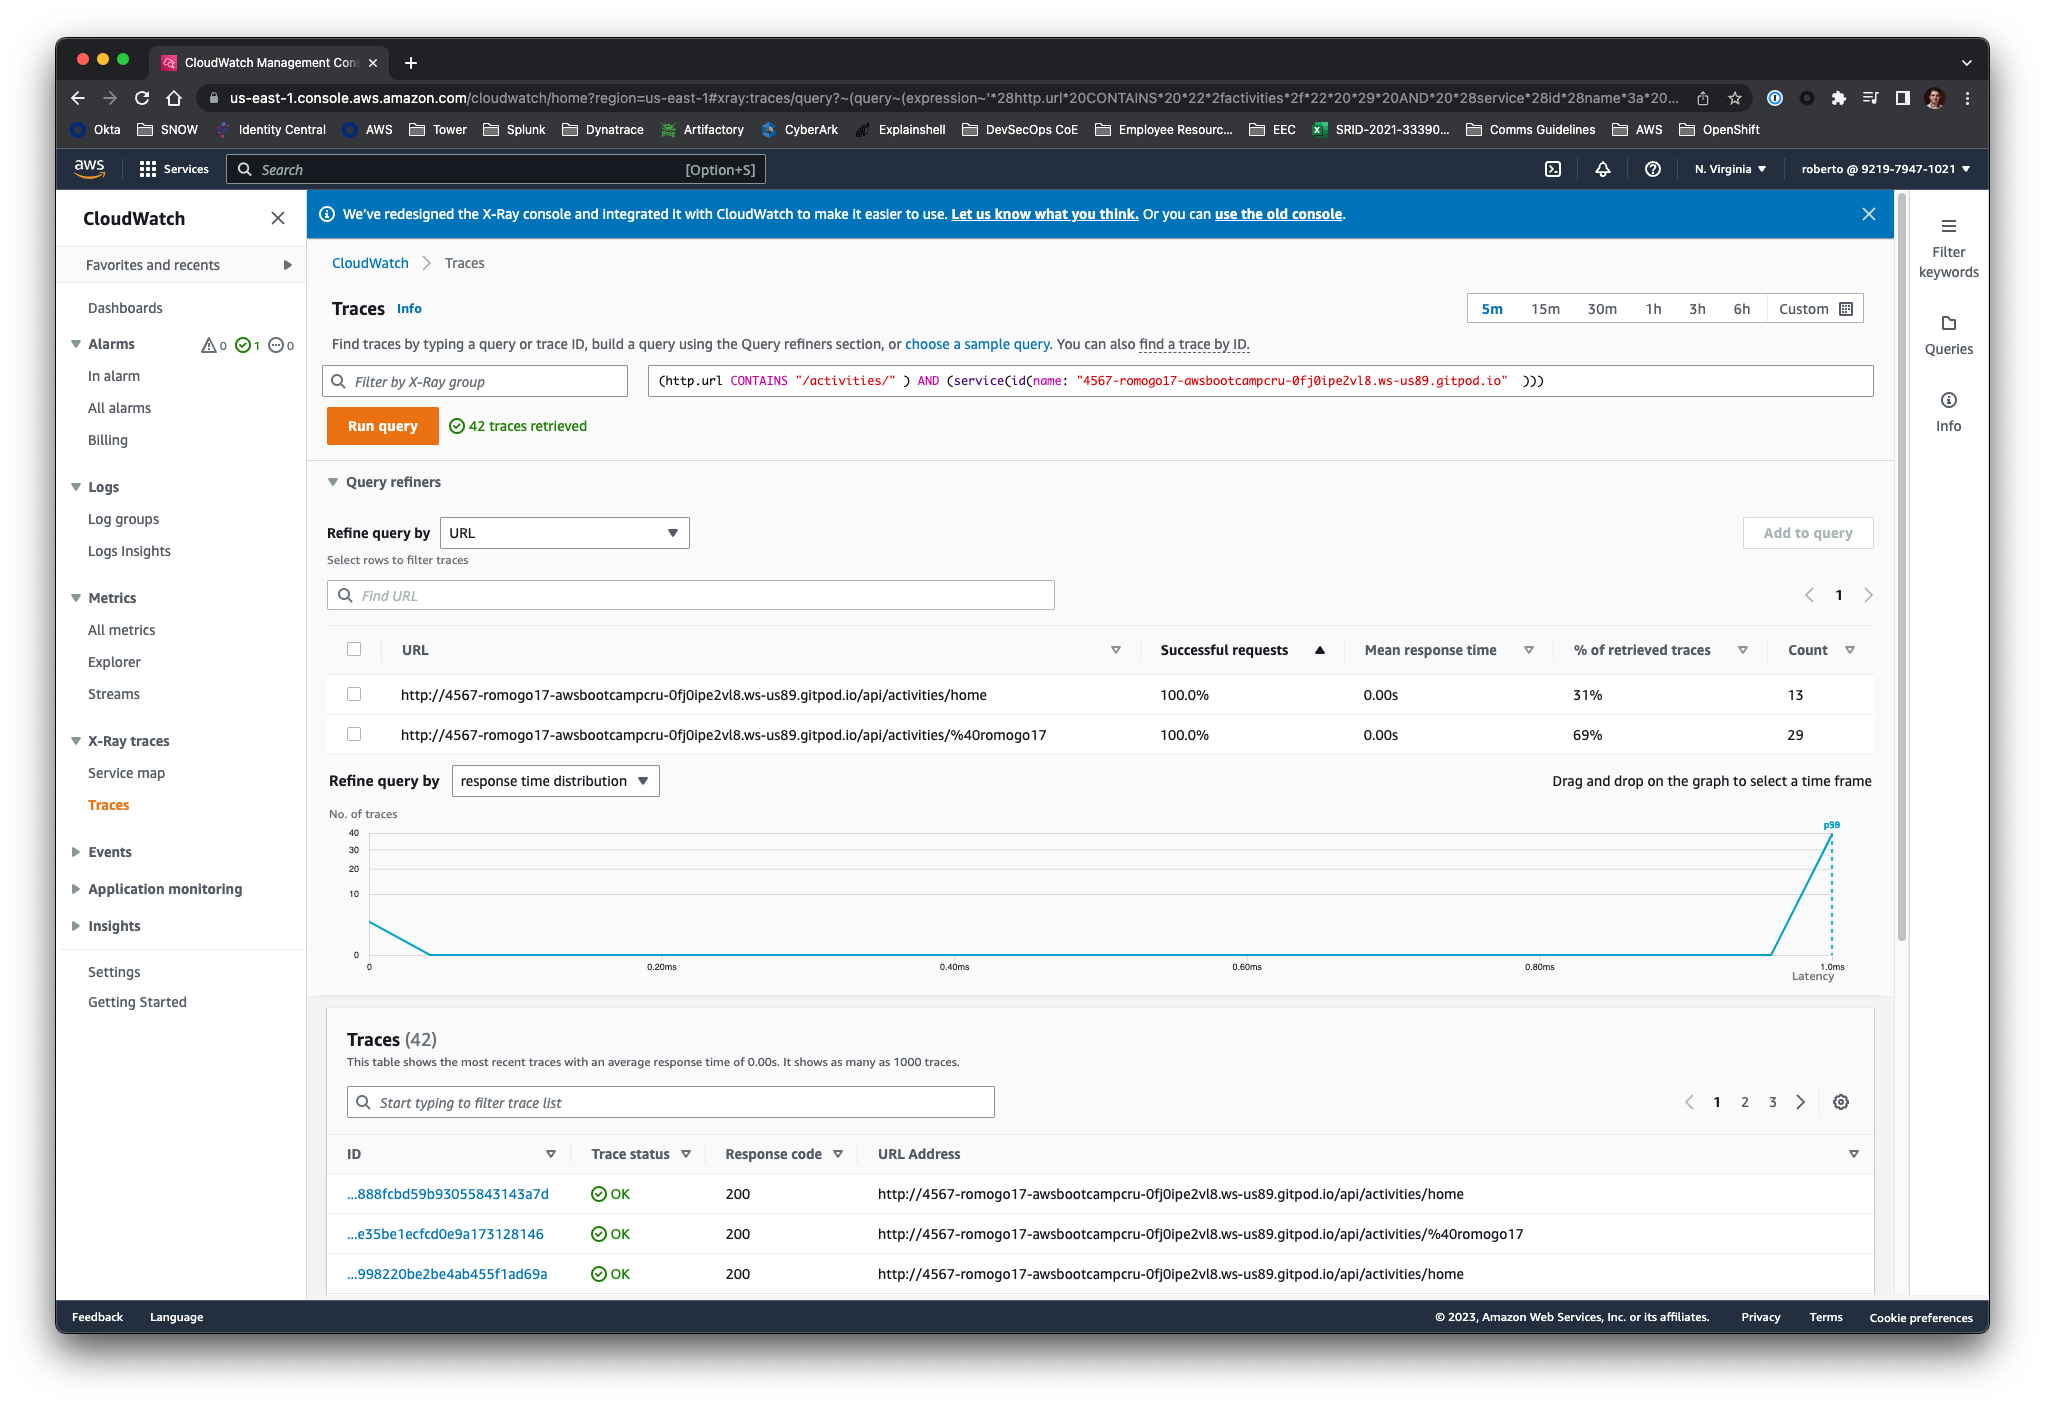 CloudWatch Management Con
us-east-1.console.aws.amazon.com/cloudwatch/home?region=us-east-1#xray:traces/query?~(query~(expression~'*28http.url*20CONTAINS*20*22*2factivities*2f*22*20*29*20AND*20*28service*28id*28name*3a*20...
Okta SNOW Identity Central AWS Tower Splunk Dynatrace Artifactory CyberArk Explainshell DevSecOps CoE Employee Resourc... EEC SRID-2021-33390... Comms Guidelines AWS OpenShift
aws Services Search [Option+S] N. Virginia roberto @ 9219-7947-1021
CloudWatch
Favorites and recents
Dashboards
Alarms 0 1 0
In alarm
All alarms
Billing
Logs
Log groups
Logs Insights
Metrics
All metrics
Explorer
Streams
X-Ray traces
Service map
Traces
Events
Application monitoring
Insights
Settings
Getting Started
We've redesigned the X-Ray console and integrated it with CloudWatch to make it easier to use. Let us know what you think. Or you can use the old console.
CloudWatch Traces
Traces Info
5m 15m 30m 1h 3h 6h Custom
Find traces by typing a query or trace ID, build a query using the Query refiners section, or choose a sample query. You can also find a trace by ID.
Filter by X-Ray group
(http.url CONTAINS "/activities/" ) AND (service(id(name: "4567-romogo17-awsbootcampcru-0fj0ipe2vl8.ws-us89.gitpod.io" )))
Run query 42 traces retrieved
Query refiners
Refine query by URL Add to query
Select rows to filter traces
Find URL 1
URL Successful requests Mean response time % of retrieved traces Count
http://4567-romogo17-awsbootcampcru-0fj0ipe2vl8.ws-us89.gitpod.io/api/activities/home 100.0% 0.00s 31% 13
http://4567-romogo17-awsbootcampcru-0fj0ipe2vl8.ws-us89.gitpod.io/api/activities/%40romogo17 100.0% 0.00s 69% 29
Refine query by response time distribution Drag and drop on the graph to select a time frame
No. of traces
p99
40
30
20
10
0
0 0.20ms 0.40ms 0.60ms 0.80ms 1.0ms
Latency
Traces (42)
This table shows the most recent traces with an average response time of 0.00s. It shows as many as 1000 traces.
Start typing to filter trace list 1 2 3
ID Trace status Response code URL Address
...888fcbd59b93055843143a7d OK 200 http://4567-romogo17-awsbootcampcru-0fj0ipe2vl8.ws-us89.gitpod.io/api/activities/home
...e35be1ecfcd0e9a173128146 OK 200 http://4567-romogo17-awsbootcampcru-0fj0ipe2vl8.ws-us89.gitpod.io/api/activities/%40romogo17
...998220be2be4ab455f1ad69a OK 200 http://4567-romogo17-awsbootcampcru-0fj0ipe2vl8.ws-us89.gitpod.io/api/activities/home
Filter
keywords
Queries
Info
Feedback Language © 2023, Amazon Web Services, Inc. or its affiliates. Privacy Terms Cookie preferences